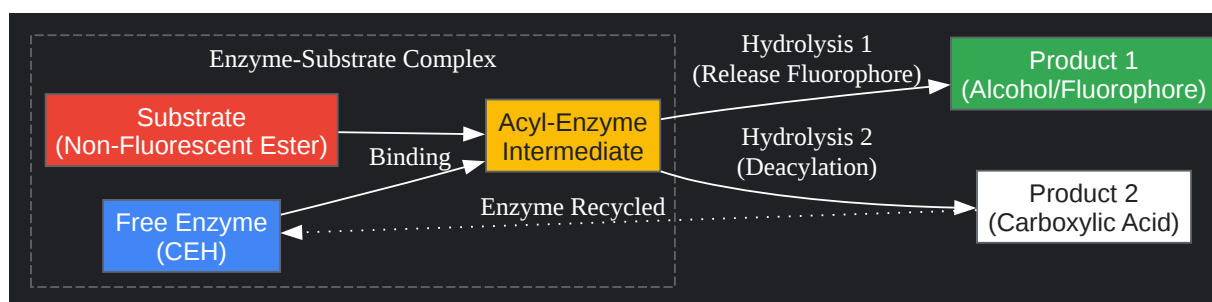 Enzyme-Substrate Complex
Substrate
(Non-Fluorescent Ester)
Binding
Free Enzyme
(CEH)
Acyl-Enzyme
Intermediate
Enzyme Recycled
Hydrolysis 1
(Release Fluorophore)
Hydrolysis 2
(Deacylation)
Product 1
(Alcohol/Fluorophore)
Product 2
(Carboxylic Acid)